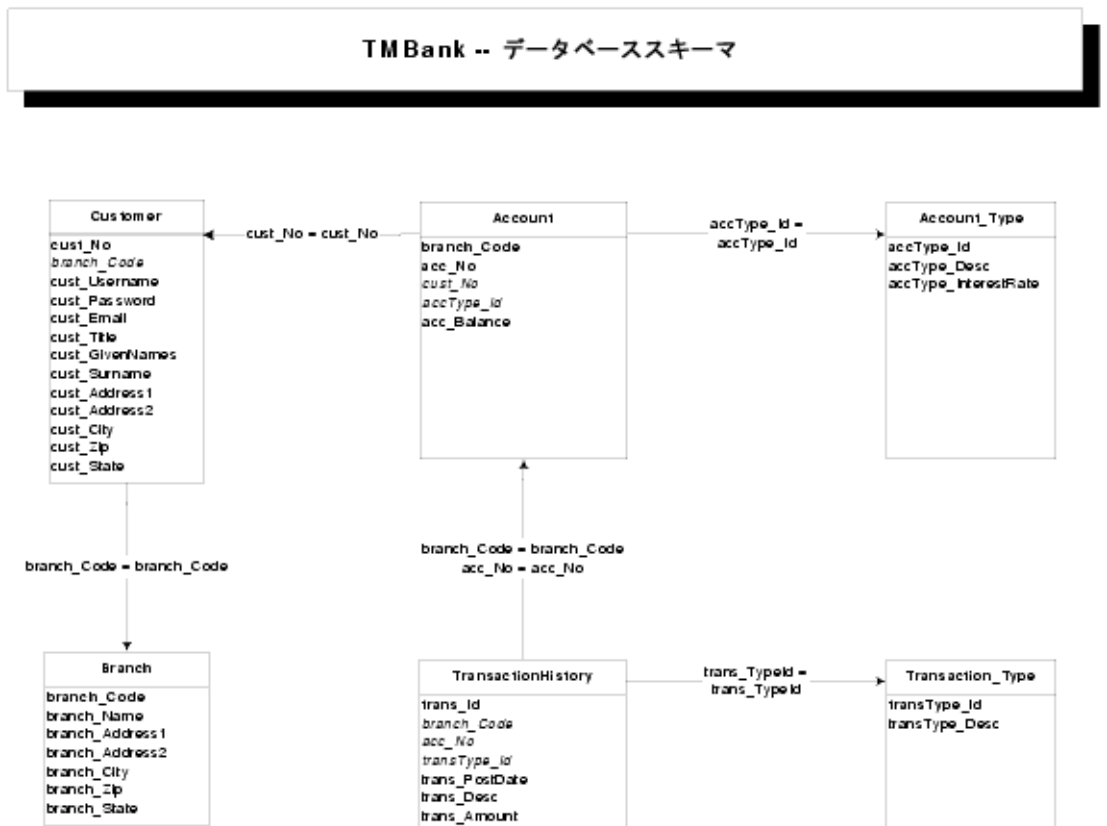 TMBank -- データベーススキーマ
Customer
cust_No
branch_Code
cust_Username
cust_Password
cust_Email
cust_Title
cust_GivenNames
cust_Surname
cust_Address1
cust_Address2
cust_City
cust_Zip
cust_State
cust_No = cust_No
Account
branch_Code
acc_No
cust_No
accType_Id
acc_Balance
accType_Id =
accType_Id
Account_Type
accType_Id
accType_Desc
accType_InterestRate
branch_Code = branch_Code
branch_Code = branch_Code
acc_No = acc_No
Branch
branch_Code
branch_Name
branch_Address1
branch_Address2
branch_City
branch_Zip
branch_State
TransactionHistory
trans_Id
branch_Code
acc_No
transType_Id
trans_PostDate
trans_Desc
trans_Amount
trans_TypeId =
trans_TypeId
Transaction_Type
transType_Id
transType_Desc